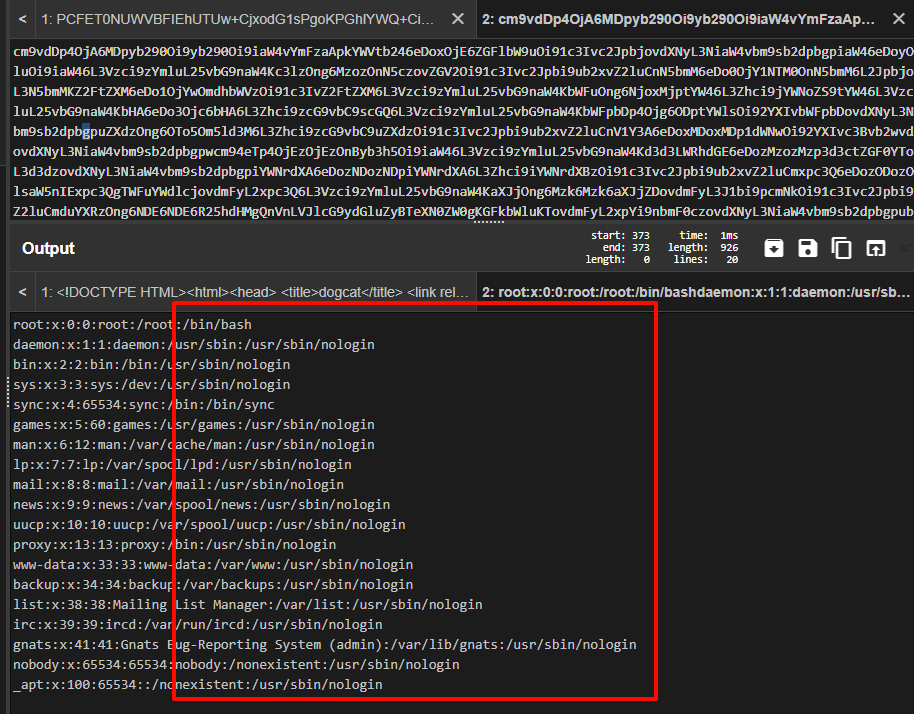 < 1: PCFET0NUWVBFIEhUTUw+CjxodG1sPgoKPGhlYWQ+Ci... × 2: cm9vdDp4OjA6MDpyb290Oi9yb290Oi9iaW4vYmFzaAp... ×
cm9vdDp4OjA6MDpyb290Oi9yb290Oi9iaW4vYmFzaApkYWVtb246eDoxOjE6ZGFlbW9uOi91c3Ivc2JpbjovdXNyL3NiaW4vbm9sb2dpbgpiaW46eDoyO
luOi9iaW46L3Vzci9zYmluL25vbG9naW4Kc3lzOng6MzozOnN5czovZGV2Oi91c3Ivc2Jpbi9ub2xvZ2luCnN5bmM6eDo0OjY1NTM0OnN5bmM6L2Jpbjo
L3N5bmMKZ2FtZXM6eDo1OjYwOmdhbWVzOi91c3IvZ2FtZXM6L3Vzci9zYmluL25vbG9naW4KbWFuOng6NjoxMjptYW46L3Zhci9jYWNoZS9tYW46L3Vzc
luL25vbG9naW4KbHA6eDo3Ojc6bHA6L3Zhci9zcG9vbC9scGQ6L3Vzci9zYmluL25vbG9naW4KbWFpbDp4Ojg6ODptYWlsOi92YXIvbWFpbDovdXNyL3N
bm9sb2dpbgpuZXdzOng6OTo5Om5ld3M6L3Zhci9zcG9vbC9uZXdzOi91c3Ivc2Jpbi9ub2xvZ2luCnV1Y3A6eDoxMDoxMDp1dWNwOi92YXIvc3Bvb2wvd
ovdXNyL3NiaW4vbm9sb2dpbgpwcm94eTp4OjEzOjEzOnByb3h5Oi9iaW46L3Vzci9zYmluL25vbG9naW4Kd3d3LWRhdGE6eDozMzozMzp3d3ctZGF0YTo
L3d3dzovdXNyL3NiaW4vbm9sb2dpbgpiYWNrdXA6eDozNDozNDpiYWNrdXA6L3Zhci9iYWNrdXBzOi91c3Ivc2Jpbi9ub2xvZ2luCmxpc3Q6eDozODozO
lsaW5nIExpc3QgTWFuYWdlcjovdmFyL2xpc3Q6L3Vzci9zYmluL25vbG9naW4KaXJjOng6Mzk6Mzk6aXJjZDovdmFyL3J1bi9pcmNkOi91c3Ivc2Jpbi9
Z2luCmduYXRzOng6NDE6NDE6R25hdHMgQnVnLVJlcG9ydGluZyBTeXN0ZW0gKGFkbWluKTovdmFyL2xpYi9nbmF0czovdXNyL3NiaW4vbm9sb2dpbgpub
Output
start: 373 time: 1ms
end: 373 length: 926
length: 0 lines: 20
< 1: <!DOCTYPE HTML><html><head> <title>dogcat</title> <link rel... 2: root:x:0:0:root:/root:/bin/bashdaemon:x:1:1:daemon:/usr/sb...
root:x:0:0:root:/root:/bin/bash
daemon:x:1:1:daemon:/usr/sbin:/usr/sbin/nologin
bin:x:2:2:bin:/bin:/usr/sbin/nologin
sys:x:3:3:sys:/dev:/usr/sbin/nologin
sync:x:4:65534:sync:/bin:/bin/sync
games:x:5:60:games:/usr/games:/usr/sbin/nologin
man:x:6:12:man:/var/cache/man:/usr/sbin/nologin
lp:x:7:7:lp:/var/spool/lpd:/usr/sbin/nologin
mail:x:8:8:mail:/var/mail:/usr/sbin/nologin
news:x:9:9:news:/var/spool/news:/usr/sbin/nologin
uucp:x:10:10:uucp:/var/spool/uucp:/usr/sbin/nologin
proxy:x:13:13:proxy:/bin:/usr/sbin/nologin
www-data:x:33:33:www-data:/var/www:/usr/sbin/nologin
backup:x:34:34:backup:/var/backups:/usr/sbin/nologin
list:x:38:38:Mailing List Manager:/var/list:/usr/sbin/nologin
irc:x:39:39:ircd:/var/run/ircd:/usr/sbin/nologin
gnats:x:41:41:Gnats Bug-Reporting System (admin):/var/lib/gnats:/usr/sbin/nologin
nobody:x:65534:65534:nobody:/nonexistent:/usr/sbin/nologin
_apt:x:100:65534::/nonexistent:/usr/sbin/nologin